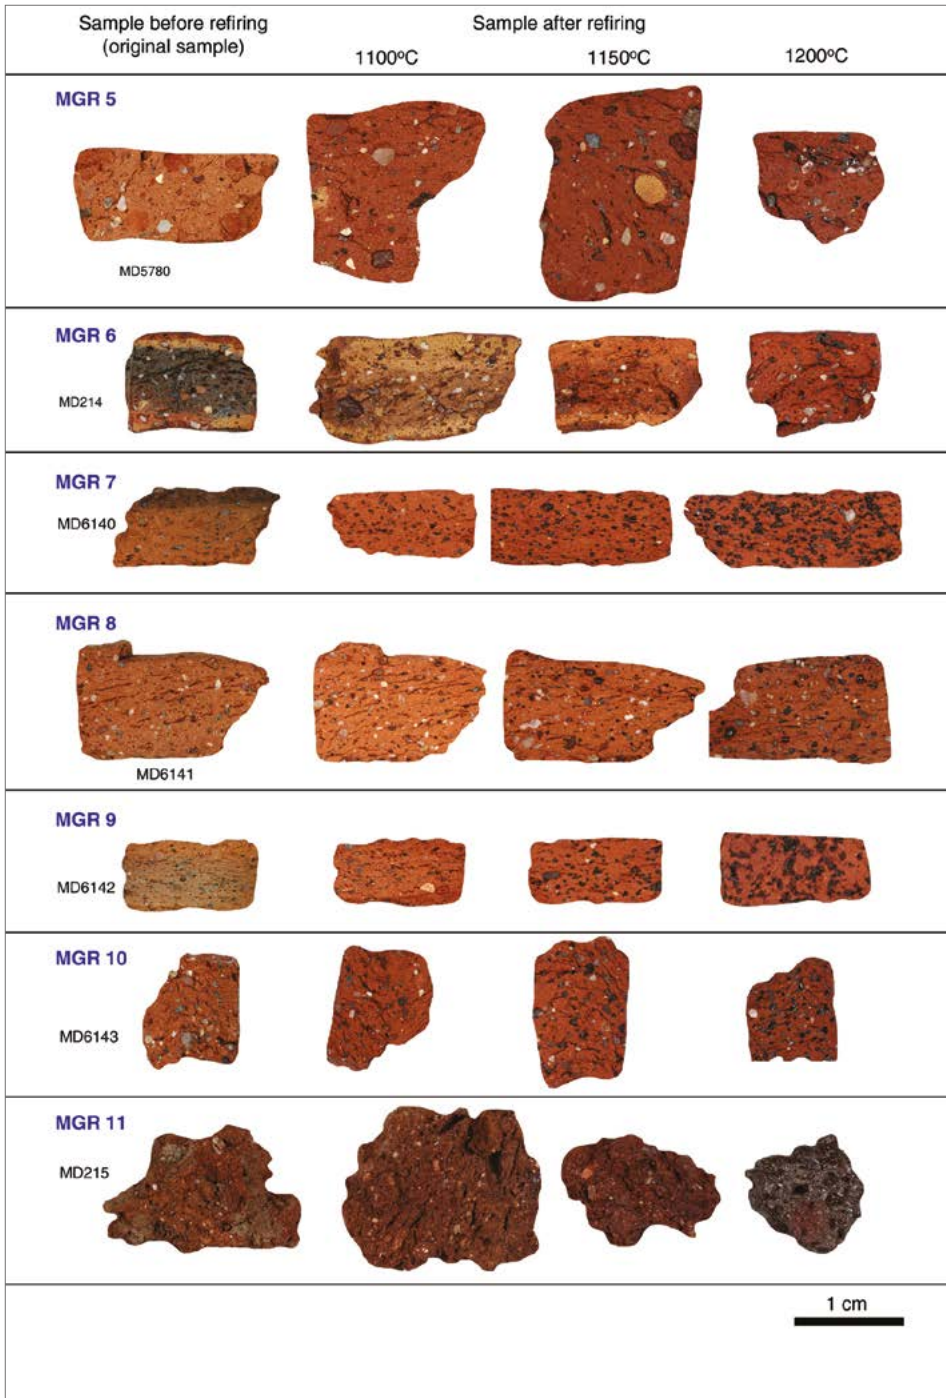 Sample before refiring
(original sample)
Sample after refiring
1100ºC
1150ºC
1200ºC
MGR 5
MD5780
MGR 6
MD214
MGR 7
MD6140
MGR 8
MD6141
MGR 9
MD6142
MGR 10
MD6143
MGR 11
MD215
1 cm